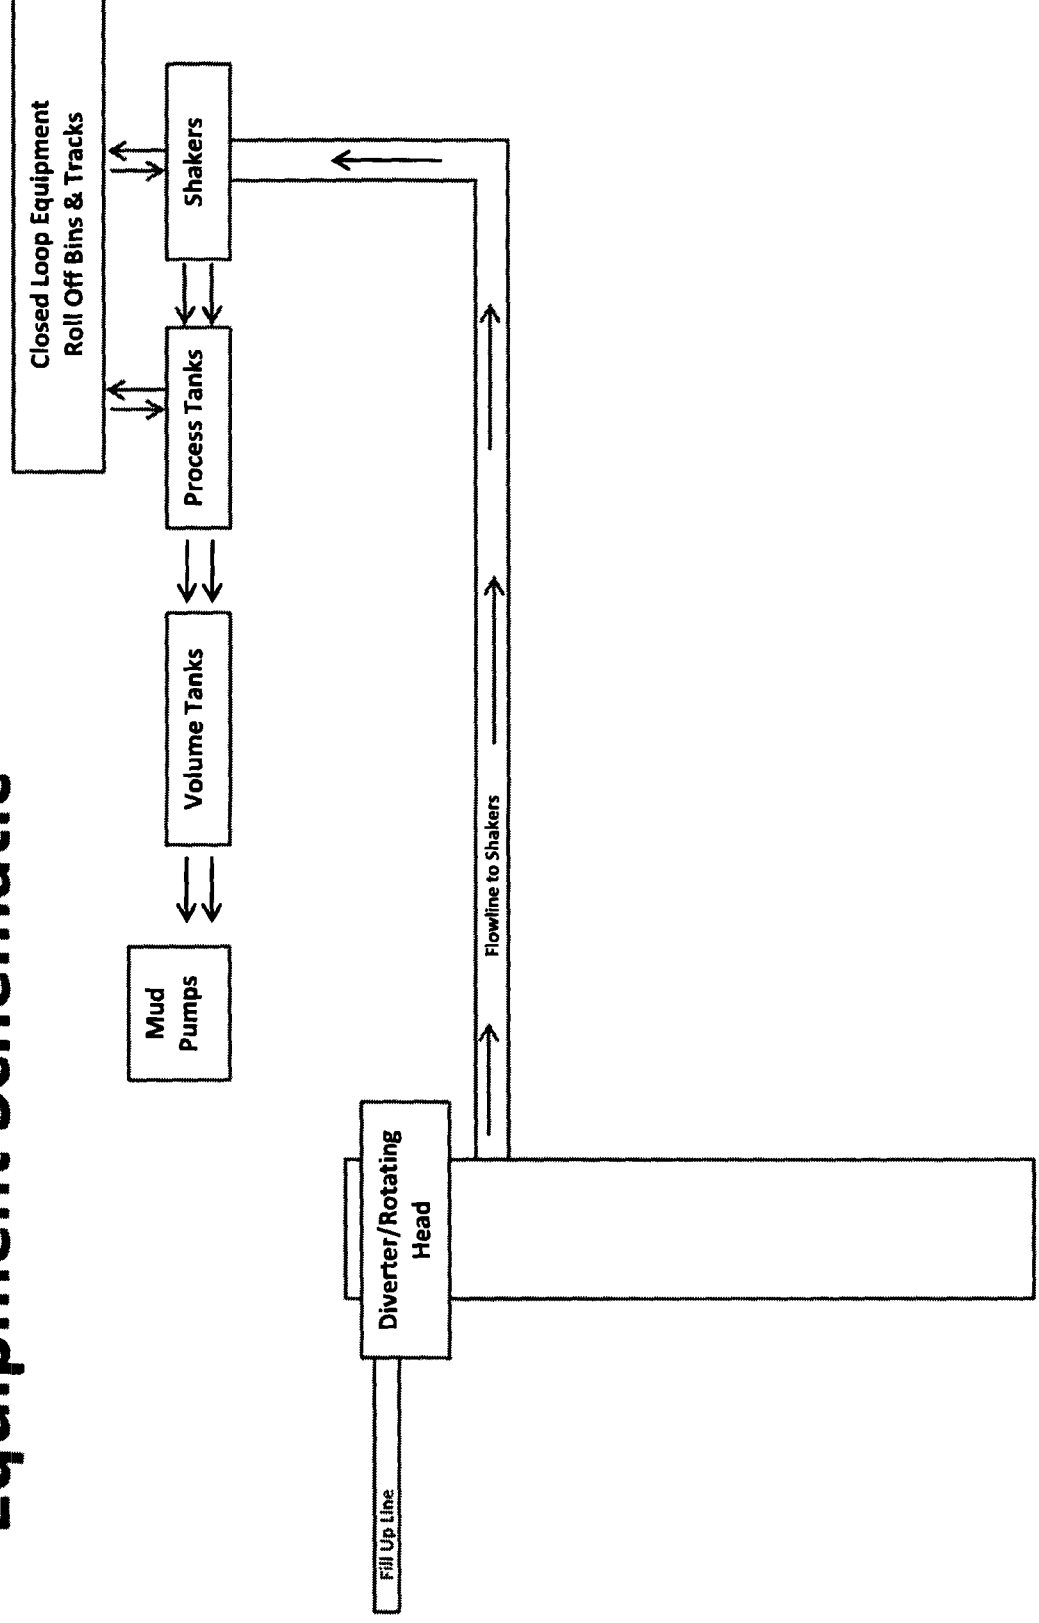 Equipment Schematic
Closed Loop Equipment
Roll Off Bins & Tracks
Shakers
Process Tanks
Volume Tanks
Mud
Pumps
Flowline to Shakers
Diverter/Rotating
Head
Fill Up Line